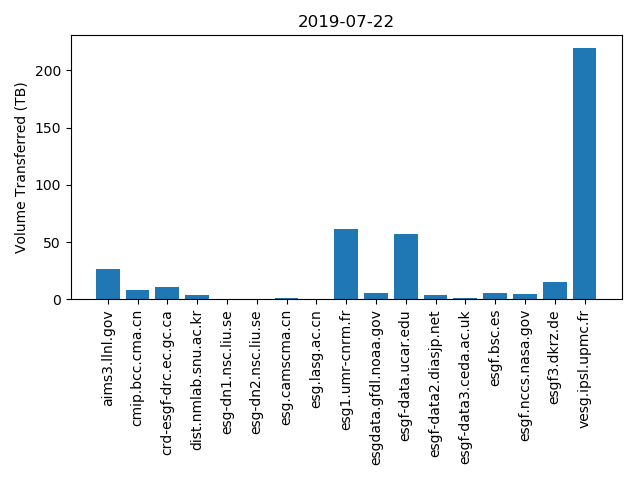 2019-07-22
Volume Transferred (TB)
200
150
100
50
0
aims3.llnl.gov
cmip.bcc.cma.cn
crd-esgf-drc.ec.gc.ca
dist.nmlab.snu.ac.kr
esg-dn1.nsc.liu.se
esg-dn2.nsc.liu.se
esg.camscma.cn
esg.lasg.ac.cn
esg1.umr-cnrm.fr
esgdata.gfdl.noaa.gov
esgf-data.ucar.edu
esgf-data2.diasjp.net
esgf-data3.ceda.ac.uk
esgf.bsc.es
esgf.nccs.nasa.gov
esgf3.dkrz.de
vesg.ipsl.upmc.fr